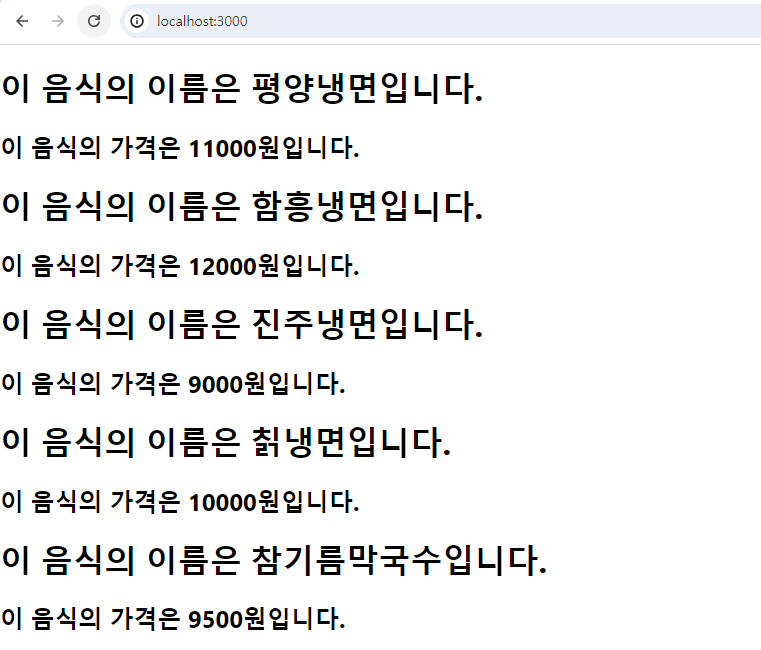 localhost:3000
이 음식의 이름은 평양냉면입니다.
이 음식의 가격은 11000원입니다.
이 음식의 이름은 함흥냉면입니다.
이 음식의 가격은 12000원입니다.
이 음식의 이름은 진주냉면입니다.
이 음식의 가격은 9000원입니다.
이 음식의 이름은 칡냉면입니다.
이 음식의 가격은 10000원입니다.
이 음식의 이름은 참기름막국수입니다.
이 음식의 가격은 9500원입니다.